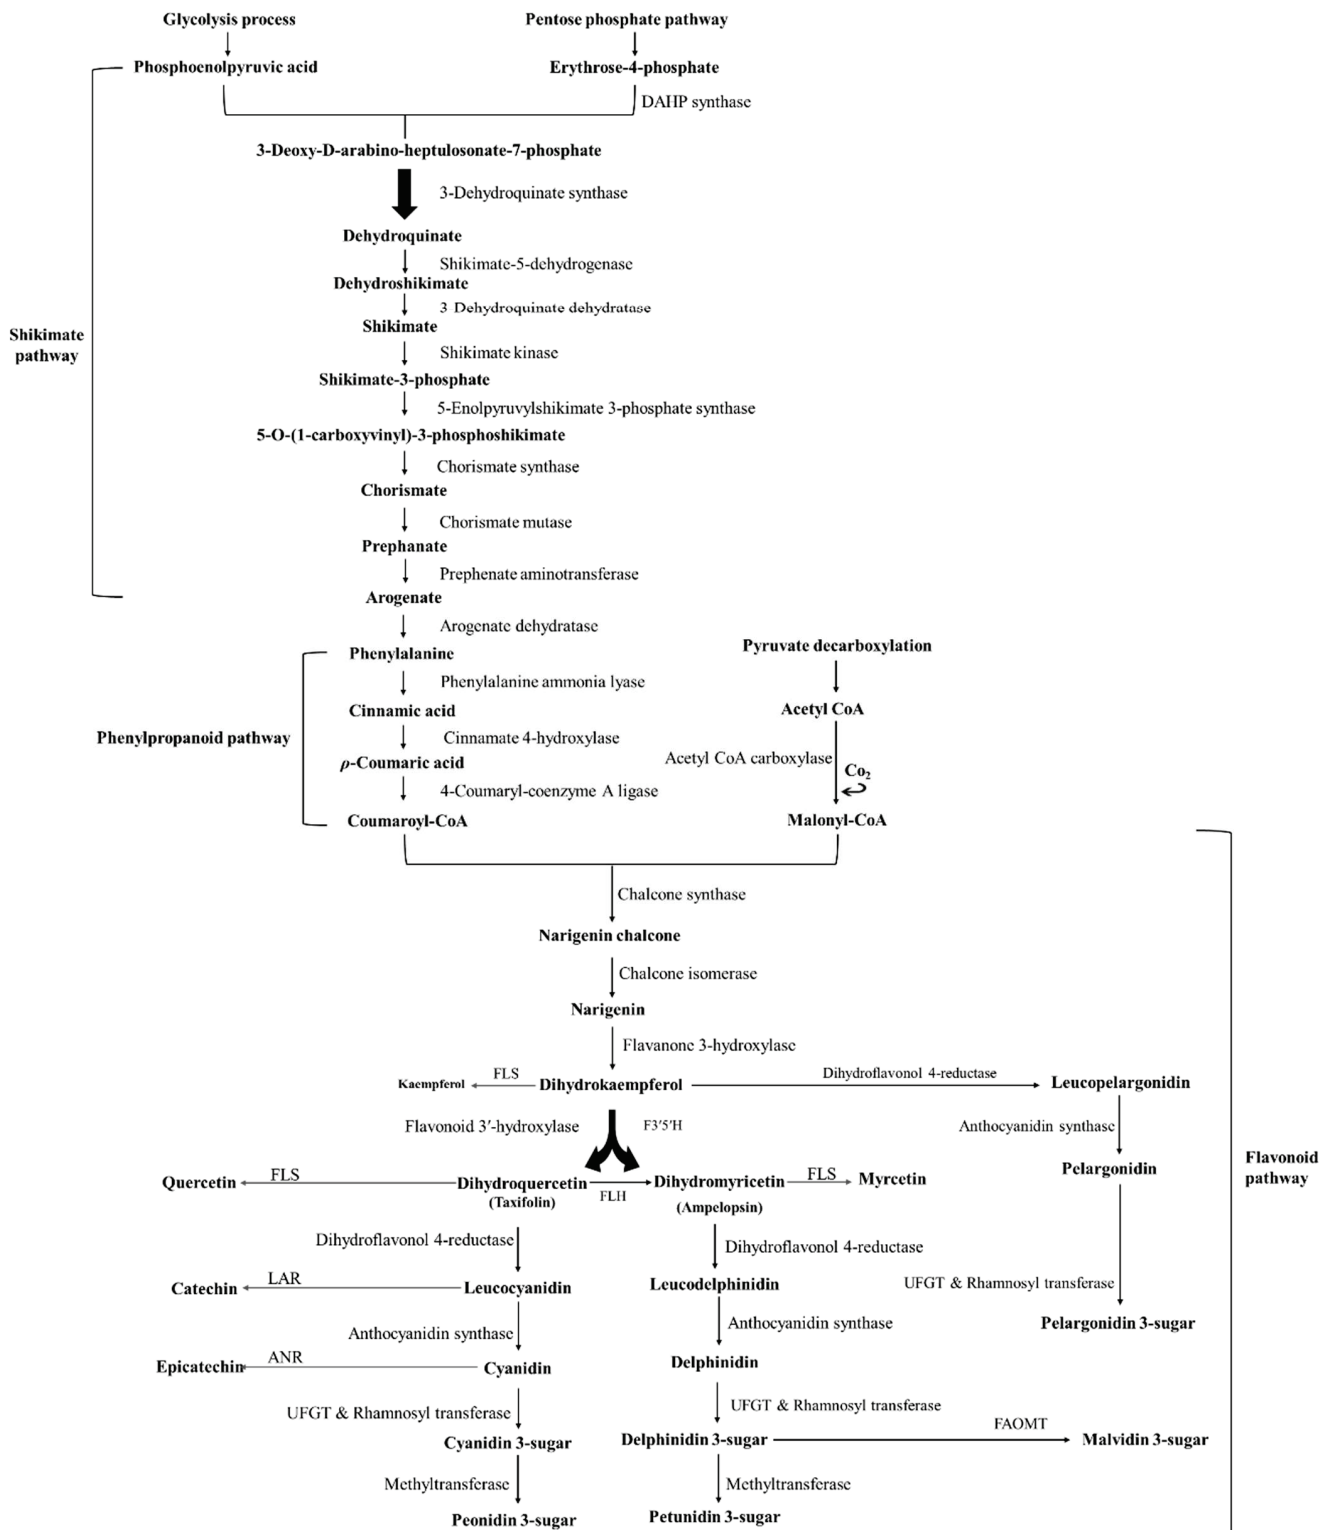 Glycolysis process
Pentose phosphate pathway
Phosphoenolpyruvic acid
Erythrose-4-phosphate
DAHP synthase
3-Deoxy-D-arabino-heptulosonate-7-phosphate
3-Dehydroquinate synthase
Dehydroquinate
Shikimate-5-dehydrogenase
Dehydroshikimate
3 Dehydroquinate dehydratase
Shikimate
Shikimate
pathway
Shikimate kinase
Shikimate-3-phosphate
5-Enolpyruvylshikimate 3-phosphate synthase
5-O-(1-carboxyvinyl)-3-phosphoshikimate
Chorismate synthase
Chorismate
Chorismate mutase
Prephanate
Prephenate aminotransferase
Arogenate
Arogenate dehydratase
Phenylalanine
Pyruvate decarboxylation
Phenylalanine ammonia lyase
Cinnamic acid
Acetyl CoA
Phenylpropanoid pathway
Cinnamate 4-hydroxylase
Acetyl CoA carboxylase
ρ-Coumaric acid
Co₂
4-Coumaryl-coenzyme A ligase
Coumaroyl-CoA
Malonyl-CoA
Chalcone synthase
Narigenin chalcone
Chalcone isomerase
Narigenin
Flavanone 3-hydroxylase
Kaempferol
FLS
Dihydrokaempferol
Dihydroflavonol 4-reductase
Leucopelargonidin
Flavonoid 3′-hydroxylase
F3′5′H
Anthocyanidin synthase
Flavonoid
pathway
Pelargonidin
Quercetin
FLS
Dihydroquercetin
(Taxifolin)
FLH
Dihydromyricetin
(Ampelopsin)
FLS
Myrcetin
Dihydroflavonol 4-reductase
Dihydroflavonol 4-reductase
Catechin
LAR
Leucocyanidin
Leucodelphinidin
UFGT & Rhamnosyl transferase
Anthocyanidin synthase
Anthocyanidin synthase
Pelargonidin 3-sugar
Epicatechin
ANR
Cyanidin
Delphinidin
UFGT & Rhamnosyl transferase
UFGT & Rhamnosyl transferase
Cyanidin 3-sugar
Delphinidin 3-sugar
FAOMT
Malvidin 3-sugar
Methyltransferase
Methyltransferase
Peonidin 3-sugar
Petunidin 3-sugar